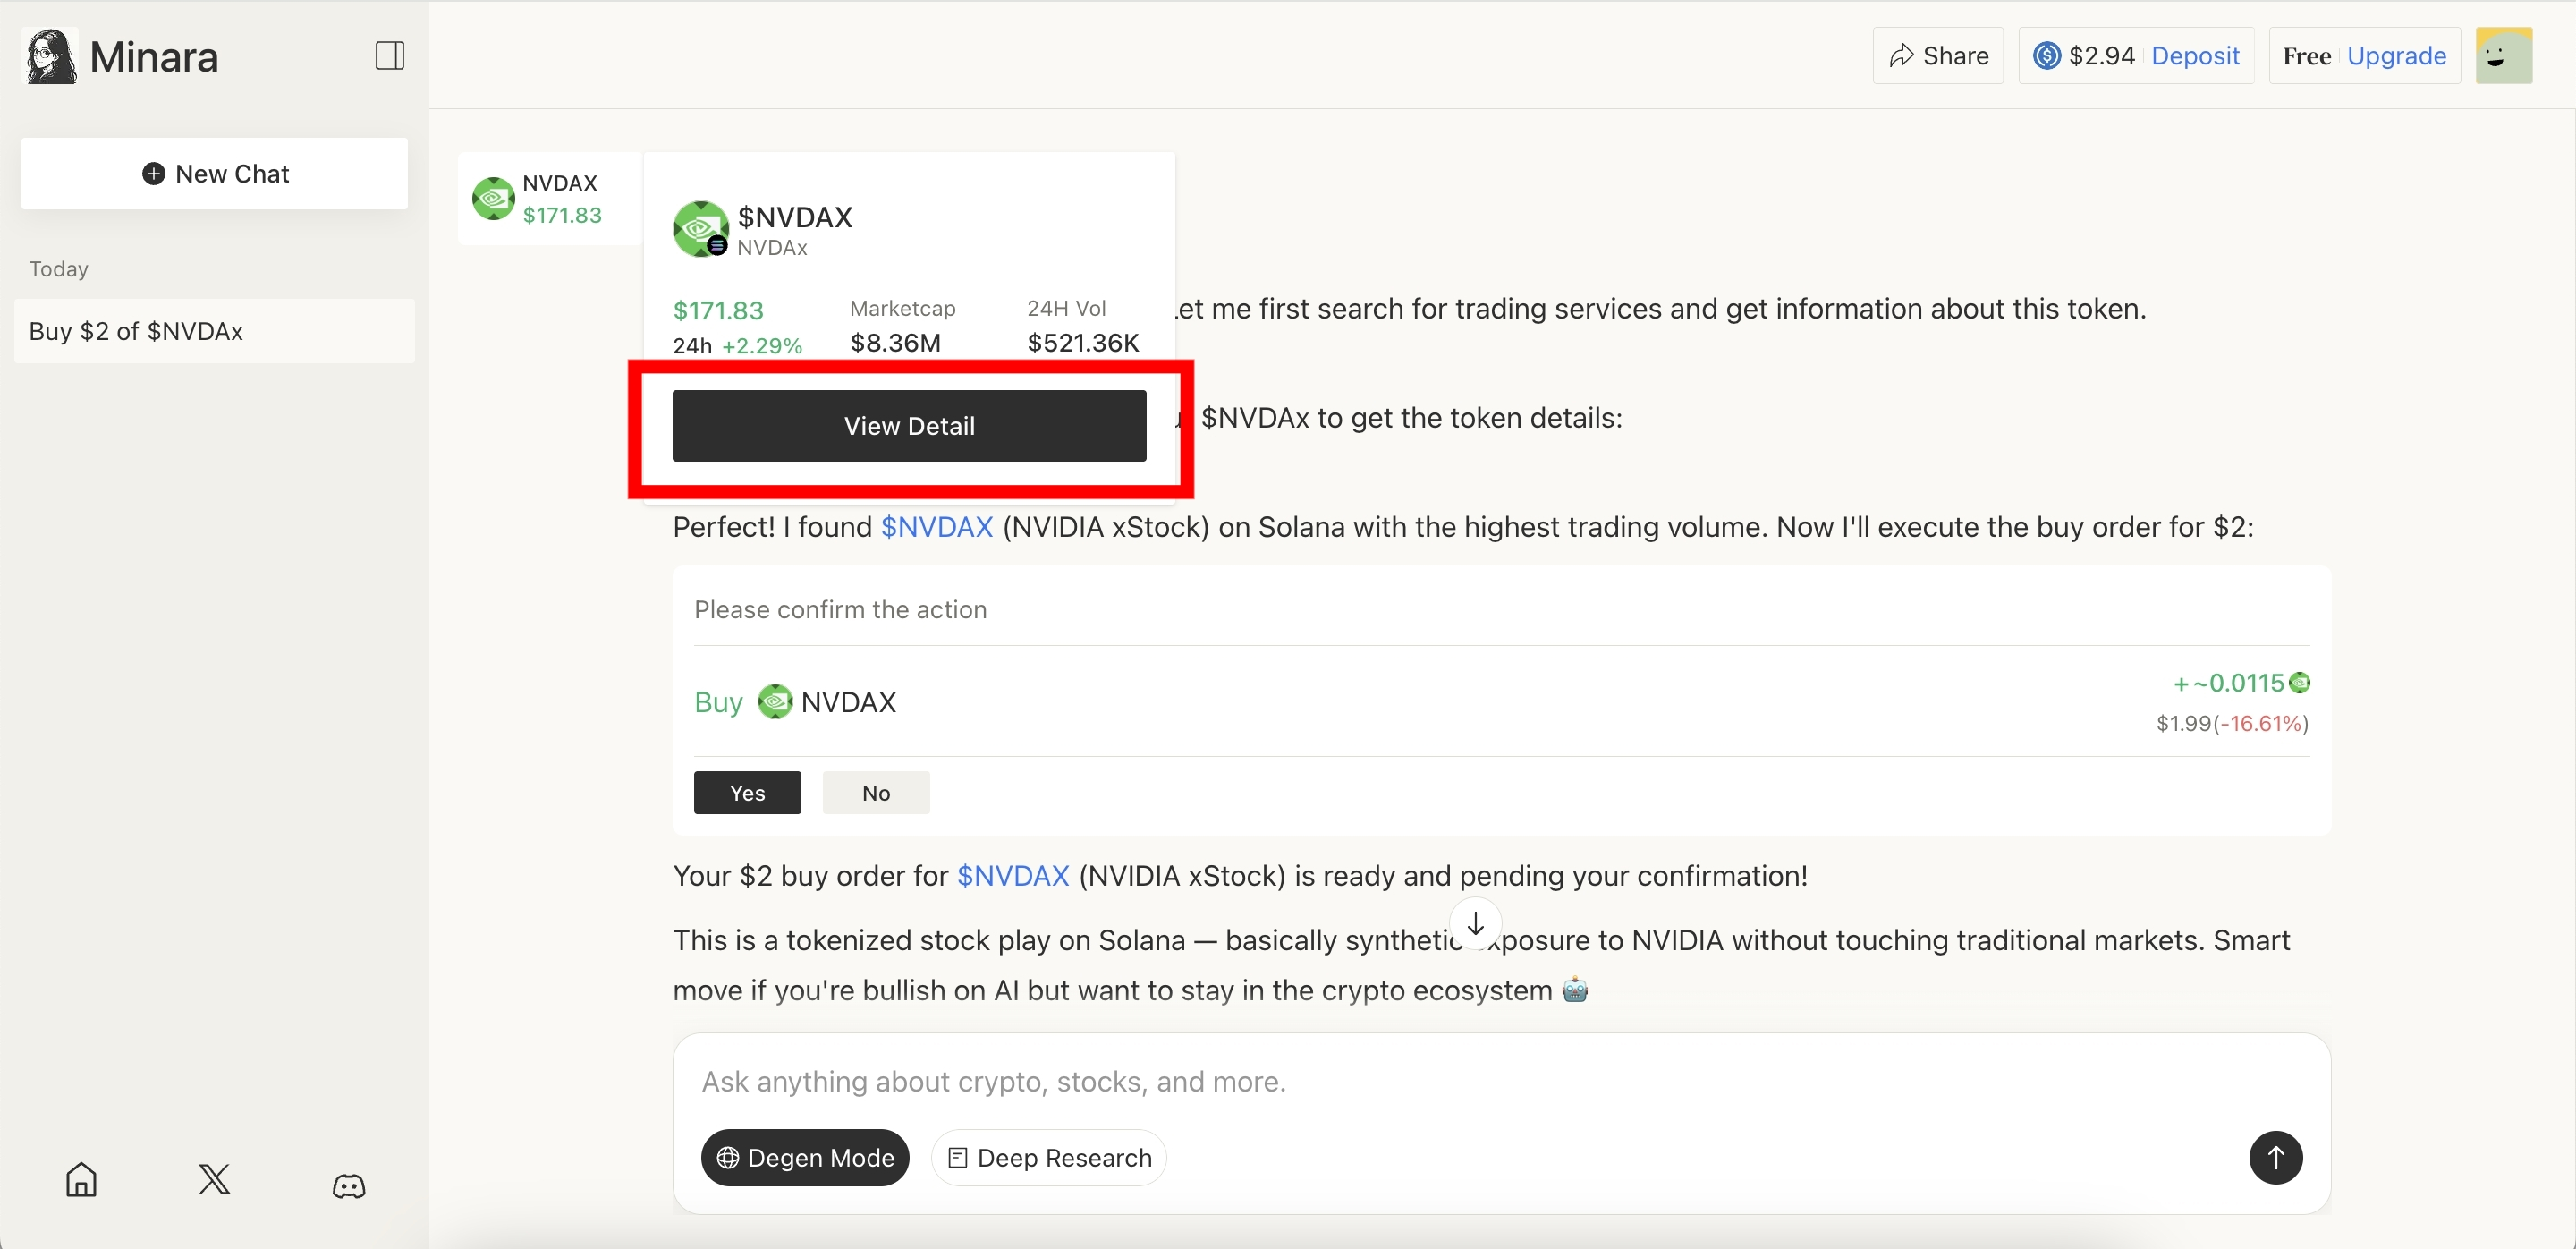 Minara
Share
$2.94 Deposit
Free Upgrade
New Chat
Today
Buy $2 of $NVDAx
NVDAX
$171.83
$NVDAX
NVDAx
$171.83
24h +2.29%
Marketcap
$8.36M
24H Vol
$521.36K
View Detail
et me first search for trading services and get information about this token.
$NVDAx to get the token details:
Perfect! I found $NVDAX (NVIDIA xStock) on Solana with the highest trading volume. Now I'll execute the buy order for $2:
Please confirm the action
Buy NVDAX
+~0.0115
$1.99(-16.61%)
Yes
No
Your $2 buy order for $NVDAX (NVIDIA xStock) is ready and pending your confirmation!
This is a tokenized stock play on Solana — basically synthetic exposure to NVIDIA without touching traditional markets. Smart
move if you're bullish on AI but want to stay in the crypto ecosystem 🤖
Ask anything about crypto, stocks, and more.
Degen Mode
Deep Research